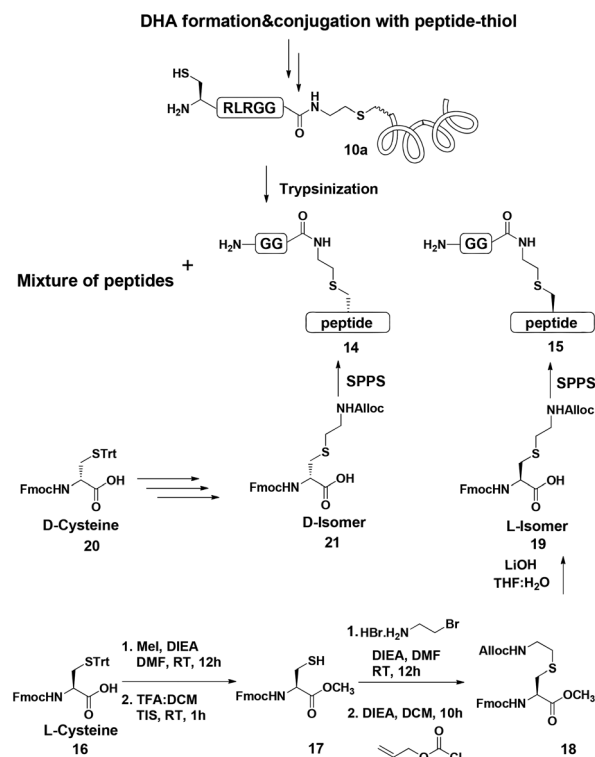 DHA formation&conjugation with peptide-thiol
HS
H₂N
RLRGG
H
N
O
S
10a
Trypsinization
Mixture of peptides +
H₂N
GG
O
NH
S
peptide
14
H₂N
GG
O
NH
S
peptide
15
SPPS
SPPS
NHAlloc
S
FmocHN
OH
O
D-Isomer
21
NHAlloc
S
FmocHN
OH
O
L-Isomer
19
STrt
FmocHN
OH
O
D-Cysteine
20
LiOH
THF:H₂O
STrt
FmocHN
OH
O
L-Cysteine
16
1. MeI, DIEA
DMF, RT, 12h
2. TFA:DCM
TIS, RT, 1h
SH
FmocHN
OCH₃
O
17
1. HBr.H₂N
Br
DIEA, DMF
RT, 12h
2. DIEA, DCM, 10h
O
O
Cl
AllocHN
S
FmocHN
OCH₃
O
18